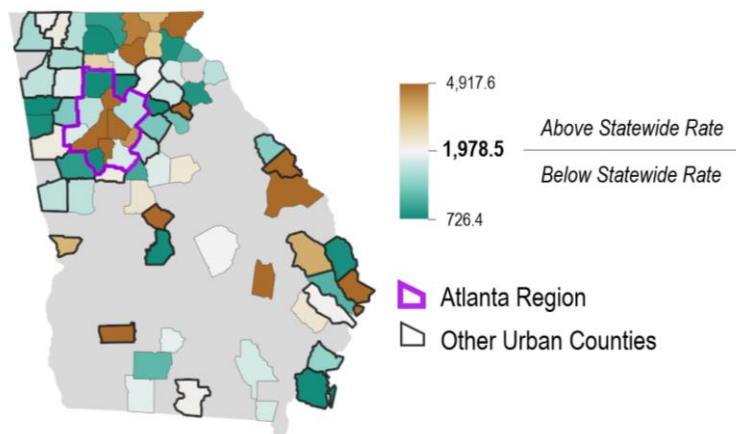 4,917.6
Above Statewide Rate
1,978.5
Below Statewide Rate
726.4
Atlanta Region
Other Urban Counties